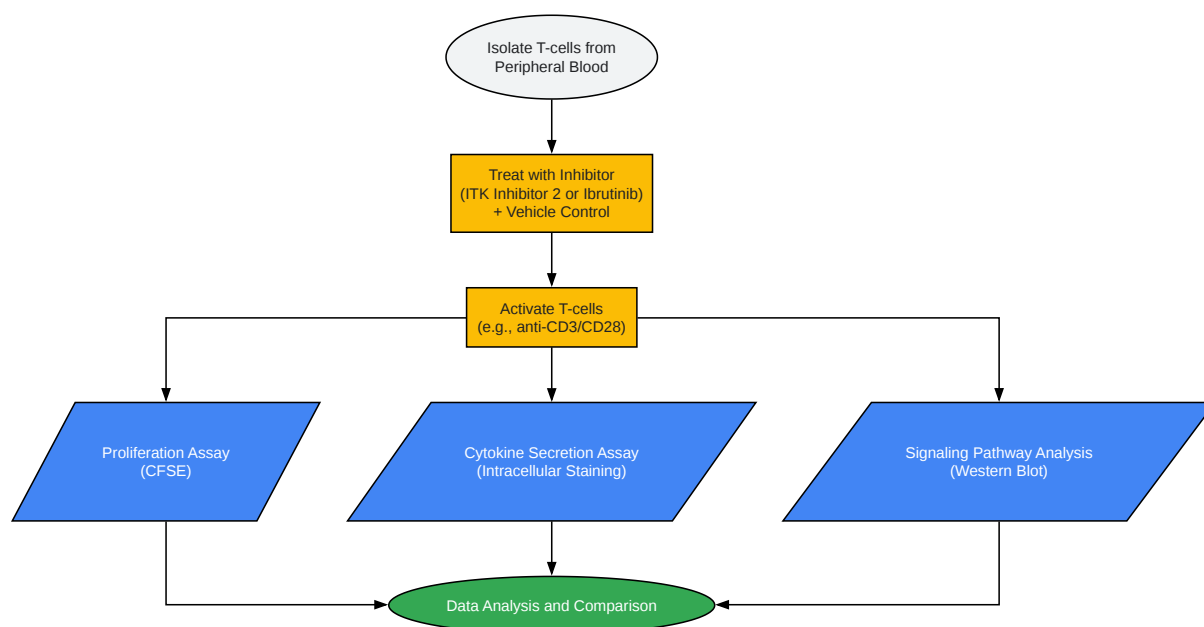 Isolate T-cells from
Peripheral Blood
Treat with Inhibitor
(ITK Inhibitor 2 or Ibrutinib)
+ Vehicle Control
Activate T-cells
(e.g., anti-CD3/CD28)
Proliferation Assay
(CFSE)
Cytokine Secretion Assay
(Intracellular Staining)
Signaling Pathway Analysis
(Western Blot)
Data Analysis and Comparison